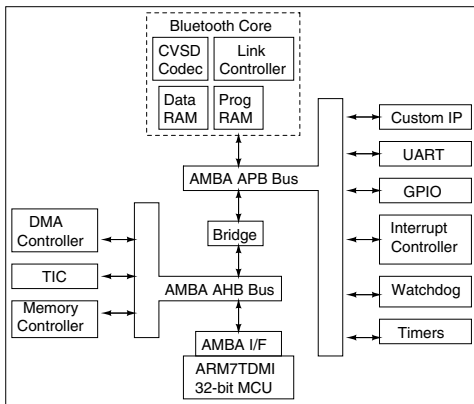 Bluetooth Core
CVSD
Codec
Link
Controller
Data
RAM
Prog
RAM
AMBA APB Bus
Custom IP
UART
GPIO
Interrupt
Controller
Watchdog
Timers
Bridge
DMA
Controller
TIC
Memory
Controller
AMBA AHB Bus
AMBA I/F
ARM7TDMI
32-bit MCU